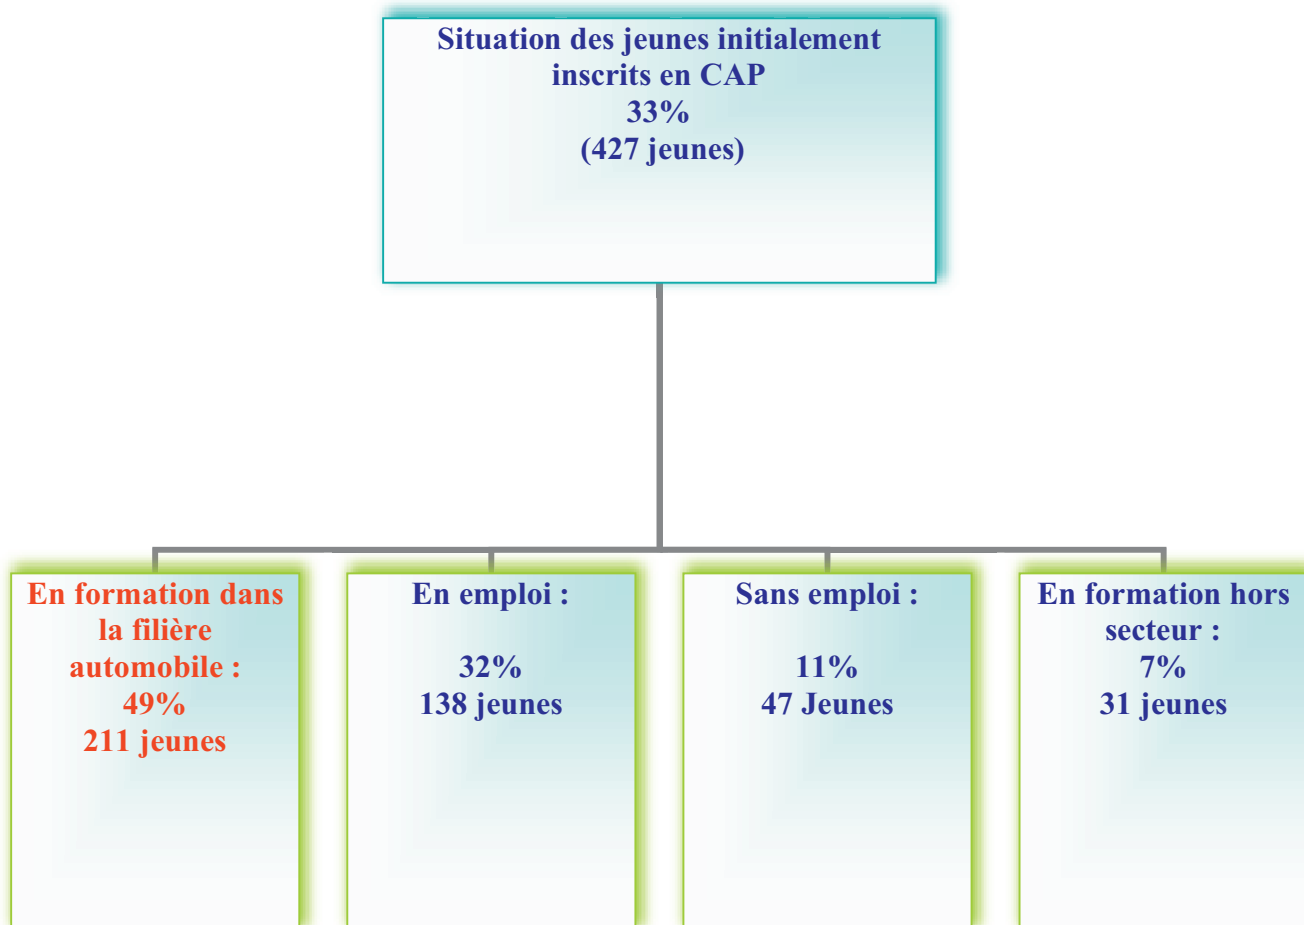 Situation des jeunes initialement
inscrits en CAP
33%
(427 jeunes)
En formation dans
la filière
automobile :
49%
211 jeunes
En emploi :
32%
138 jeunes
Sans emploi :
11%
47 Jeunes
En formation hors
secteur :
7%
31 jeunes